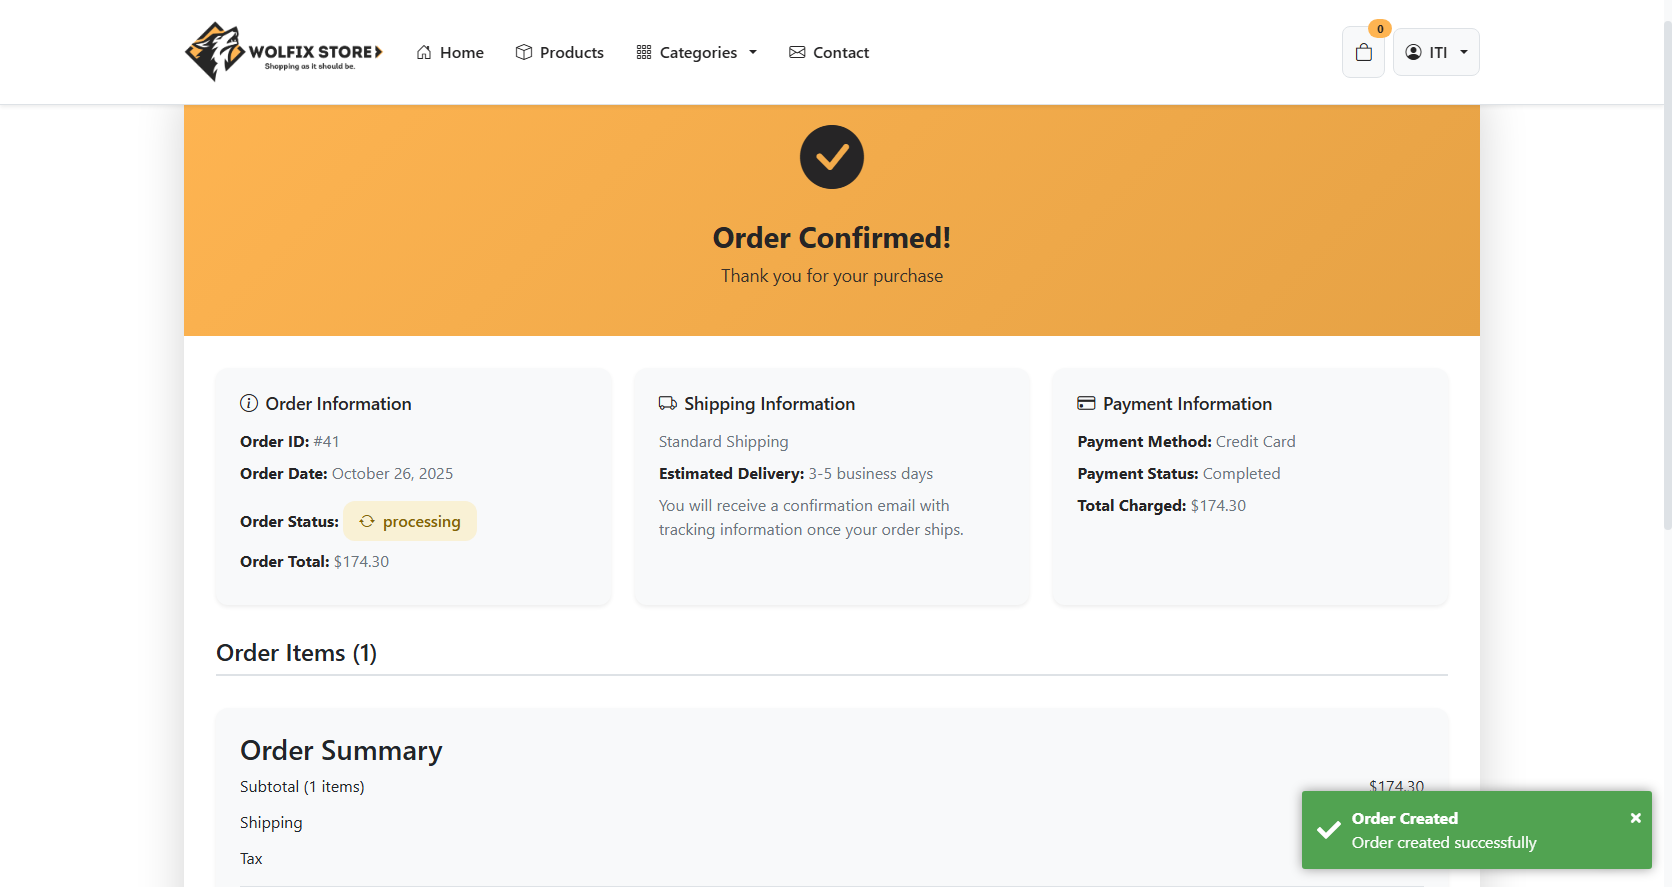 WOLFIX STORE
Shopping as it should be.
Home
Products
Categories
Contact
0
ITI
Order Confirmed!
Thank you for your purchase
Order Information
Order ID: #41
Order Date: October 26, 2025
Order Status: processing
Order Total: $174.30
Shipping Information
Standard Shipping
Estimated Delivery: 3-5 business days
You will receive a confirmation email with
tracking information once your order ships.
Payment Information
Payment Method: Credit Card
Payment Status: Completed
Total Charged: $174.30
Order Items (1)
Order Summary
Subtotal (1 items) $174.30
Shipping
Tax
Order Created
Order created successfully